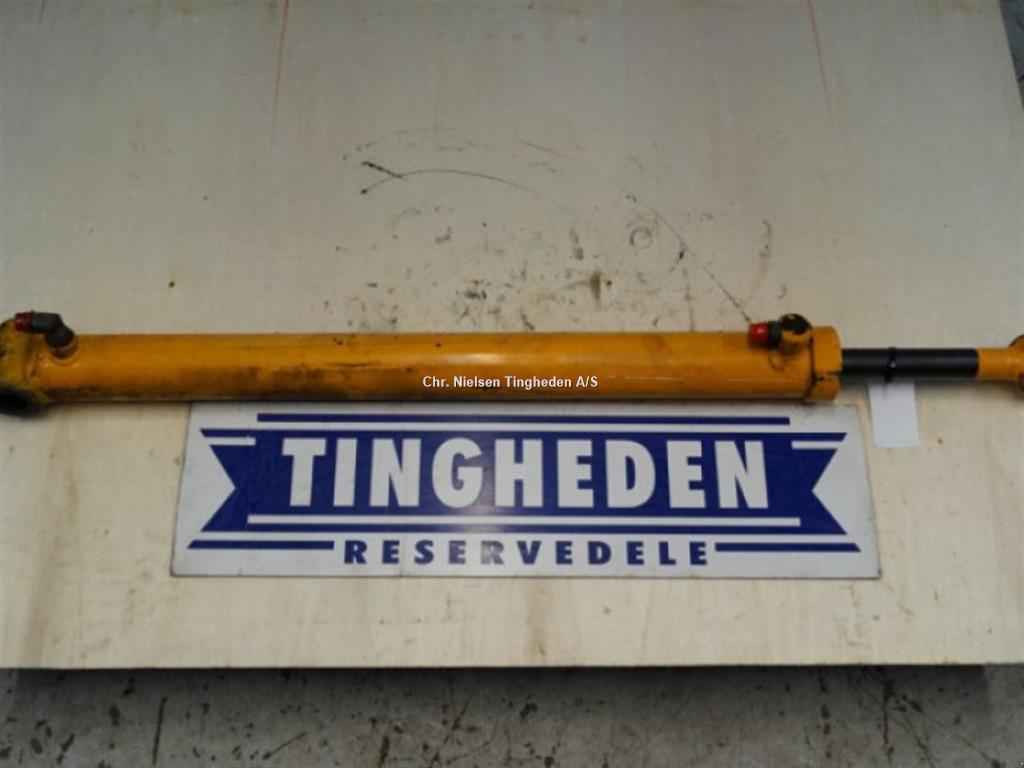 Chr. Nielsen Tingheden A/S
TINGHEDEN
RESERVEDELE